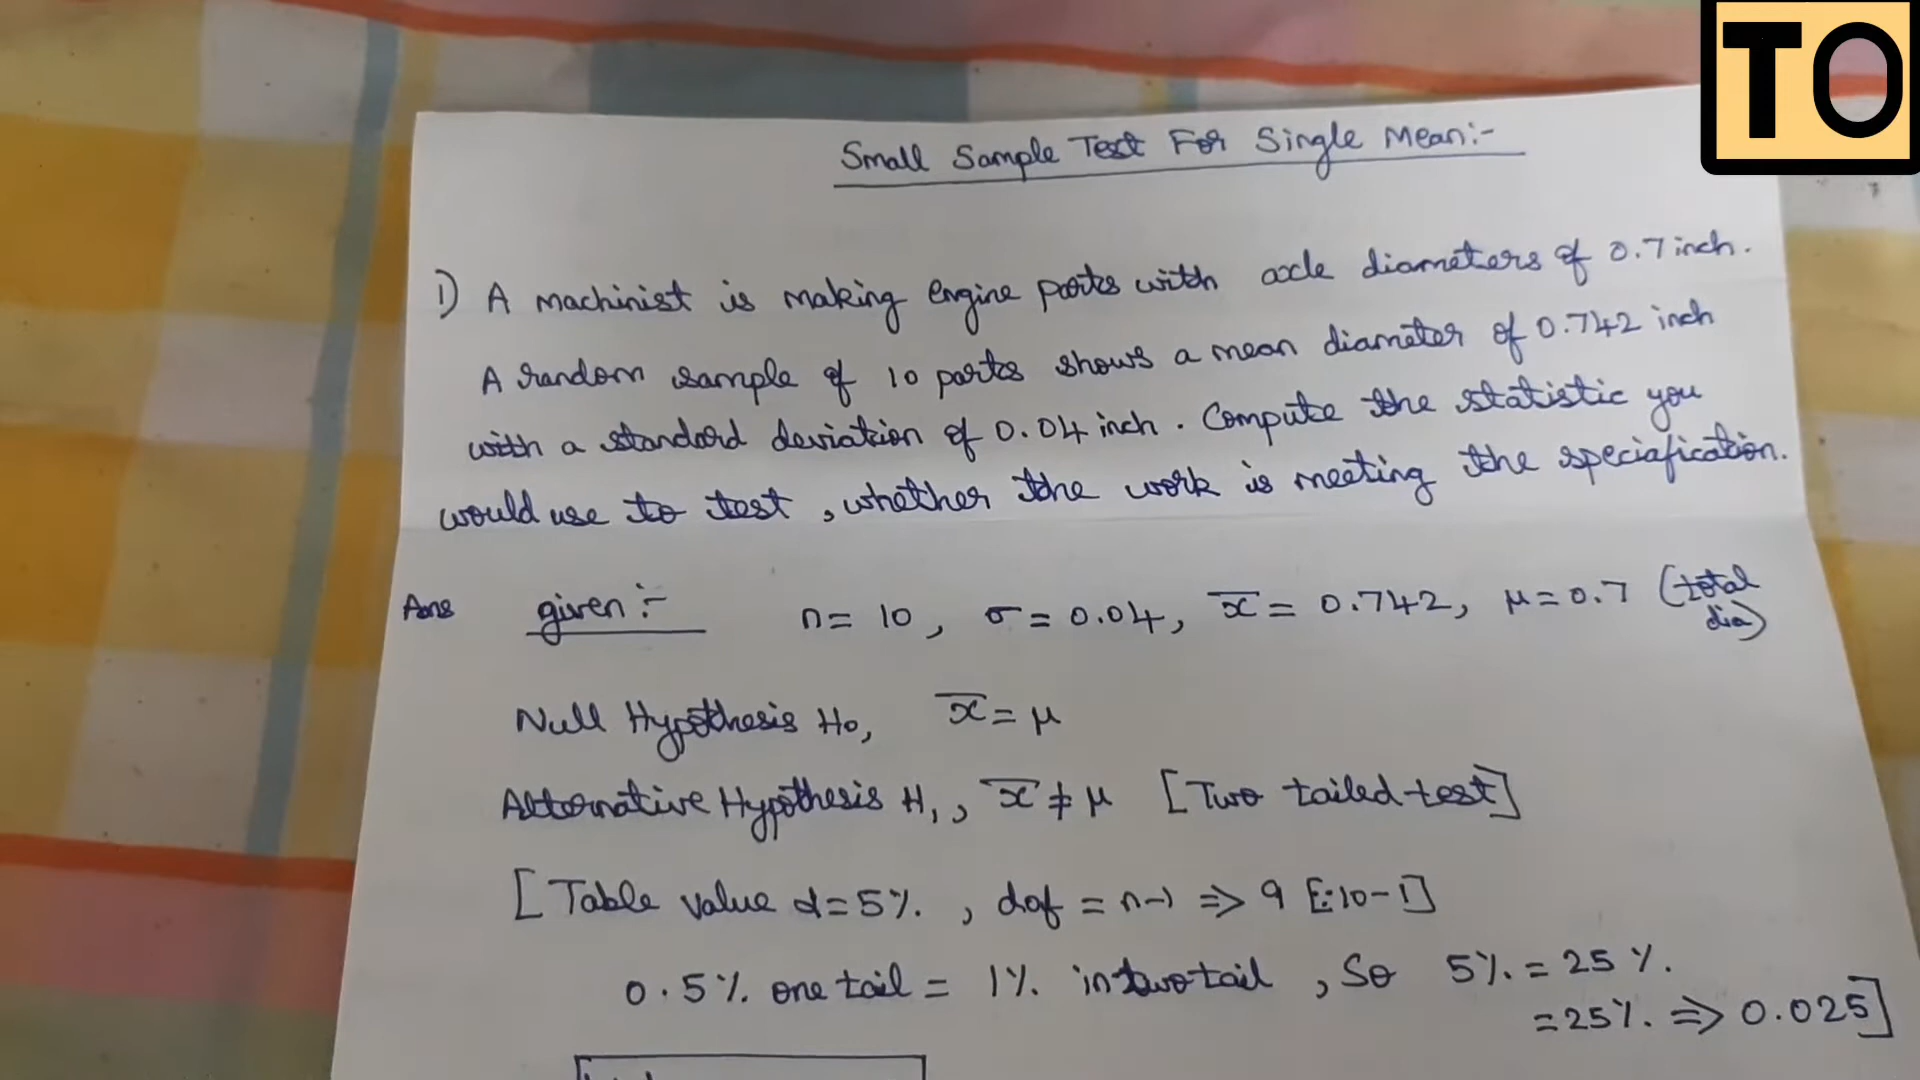 TO
Small Sample Test For Single Mean:-
1) A machinist is making engine parts with axle diameters of 0.7 inch.
A random sample of 10 parts shows a mean diameter of 0.742 inch
with a standard deviation of 0.04 inch. Compute the statistic you
would use to test, whether the work is meeting the speciafication.
Ans given:- n = 10, σ = 0.04, x̄ = 0.742, μ = 0.7 (total
dia)
Null Hypothesis H₀, x̄ = μ
Alternative Hypothesis H₁, x̄ ≠ μ [Two tailed test]
[Table value α = 5%, dof = n-1 => 9 [∵ 10-1]
0.5% one tail = 1% in two tail, So 5% = 25%.
= 25% => 0.025]